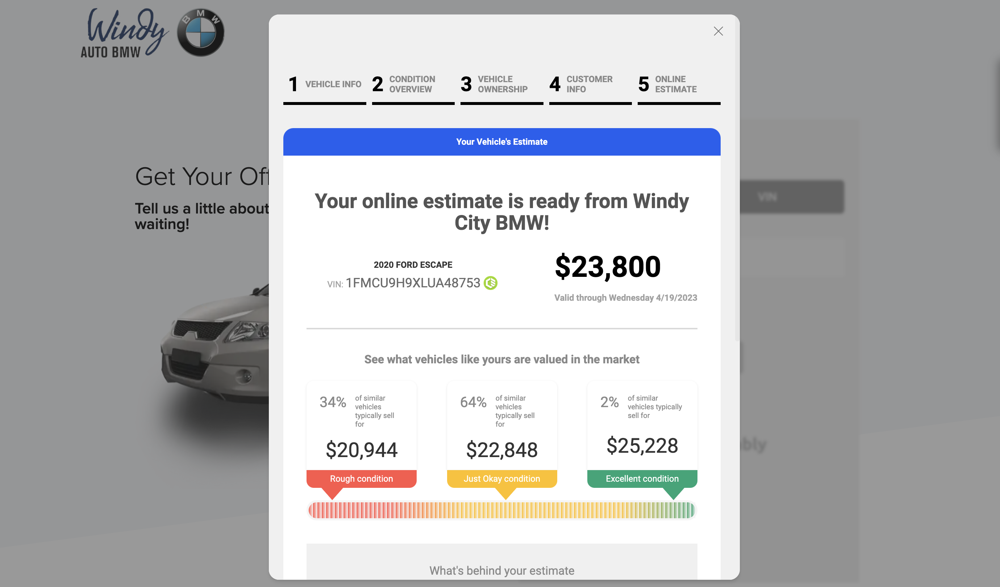 Windy
AUTO BMW
BMW
Get Your Off
Tell us a little about
waiting!
VIN
1 VEHICLE INFO
2 CONDITION
OVERVIEW
3 VEHICLE
OWNERSHIP
4 CUSTOMER
INFO
5 ONLINE
ESTIMATE
Your Vehicle's Estimate
Your online estimate is ready from Windy
City BMW!
2020 FORD ESCAPE
VIN: 1FMCU9H9XLUA48753
$23,800
Valid through Wednesday 4/19/2023
See what vehicles like yours are valued in the market
34% of similar
vehicles
typically sell
for
$20,944
Rough condition
64% of similar
vehicles
typically sell
for
$22,848
Just Okay condition
2% of similar
vehicles typically
sell for
$25,228
Excellent condition
What's behind your estimate